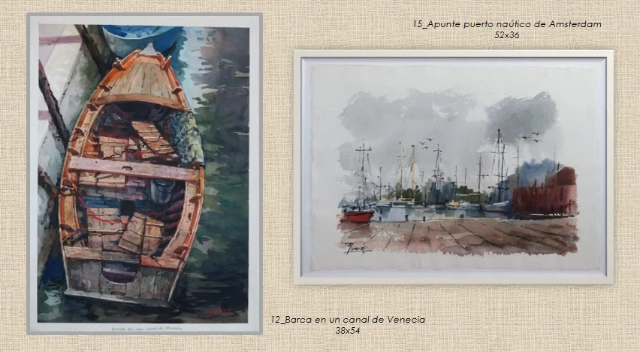 15_Apunte puerto naútico de Amsterdam
52x36
12_Barca en un canal de Venecia
38x54